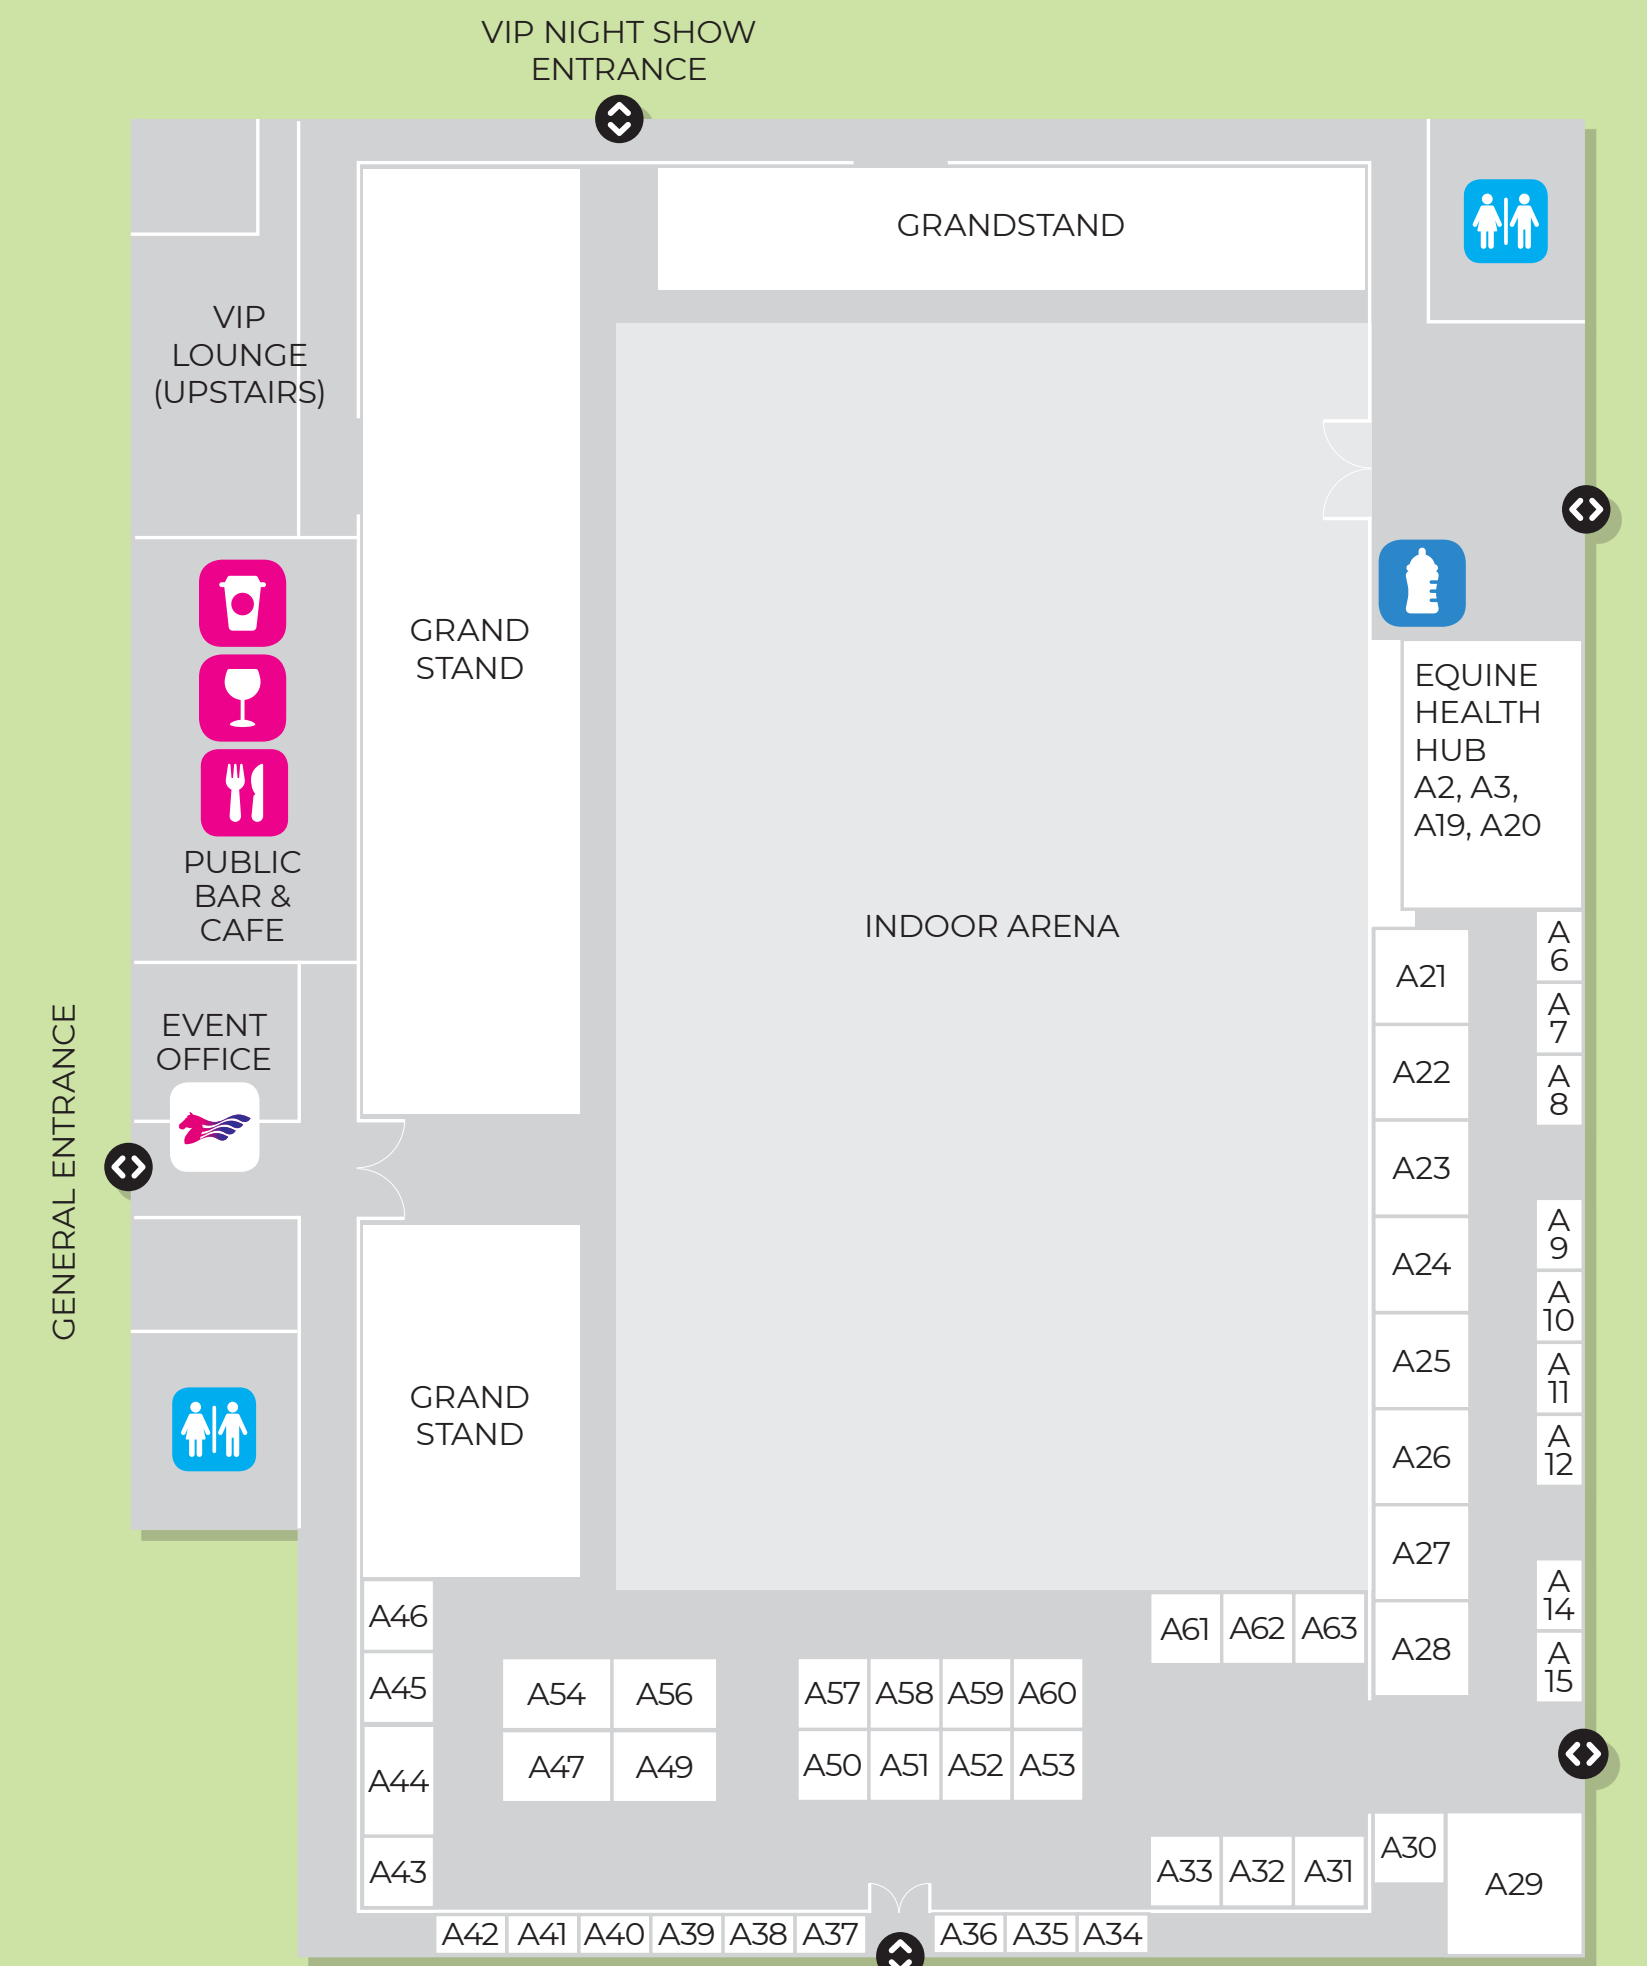 VIP NIGHT SHOW
ENTRANCE
GRANDSTAND
VIP
LOUNGE
(UPSTAIRS)
GRAND
STAND
PUBLIC
BAR &
CAFE
EQUINE
HEALTH
HUB
A2, A3,
A19, A20
INDOOR ARENA
EVENT
OFFICE
GENERAL ENTRANCE
A21
A22
A23
A24
A25
A26
A27
A28
A
6
A
7
A
8
A
9
A
10
A
11
A
12
A
14
A
15
GRAND
STAND
A46
A45
A44
A43
A54 A56
A47 A49
A57 A58 A59 A60
A50 A51 A52 A53
A61 A62 A63
A33 A32 A31
A30
A29
A42 A41 A40 A39 A38 A37
A36 A35 A34